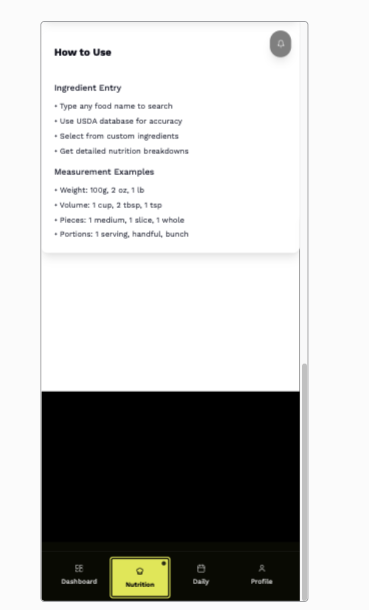 How to Use
Ingredient Entry
• Type any food name to search
• Use USDA database for accuracy
• Select from custom ingredients
• Get detailed nutrition breakdowns
Measurement Examples
• Weight: 100g, 2 oz, 1 lb
• Volume: 1 cup, 2 tbsp, 1 tsp
• Pieces: 1 medium, 1 slice, 1 whole
• Portions: 1 serving, handful, bunch
Dashboard
Nutrition
Daily
Profile